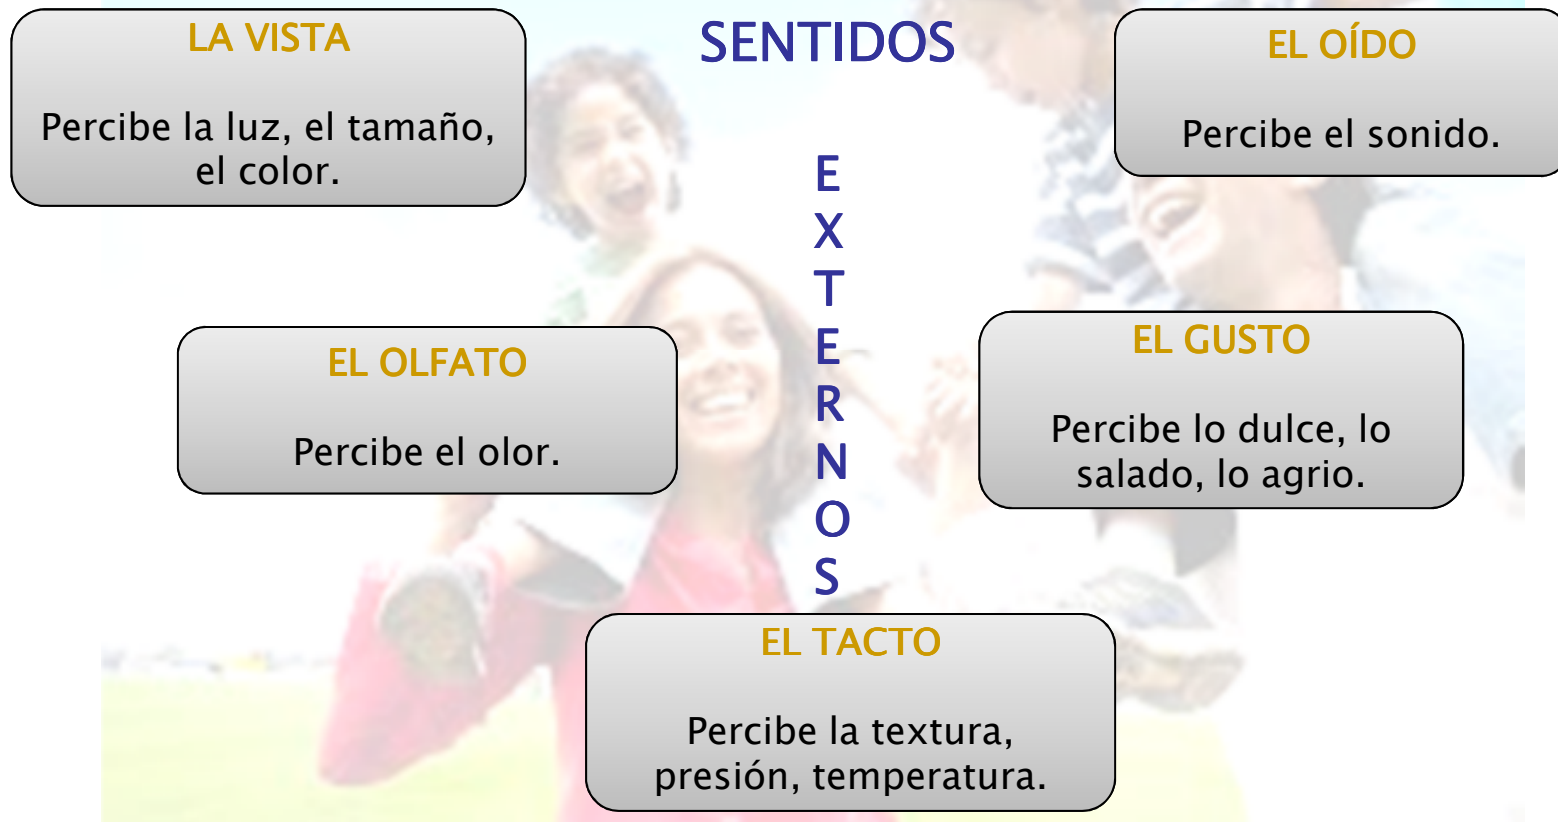 SENTIDOS
E
X
T
E
R
N
O
S
LA VISTA
Percibe la luz, el tamaño,
el color.
EL OÍDO
Percibe el sonido.
EL OLFATO
Percibe el olor.
EL GUSTO
Percibe lo dulce, lo
salado, lo agrio.
EL TACTO
Percibe la textura,
presión, temperatura.